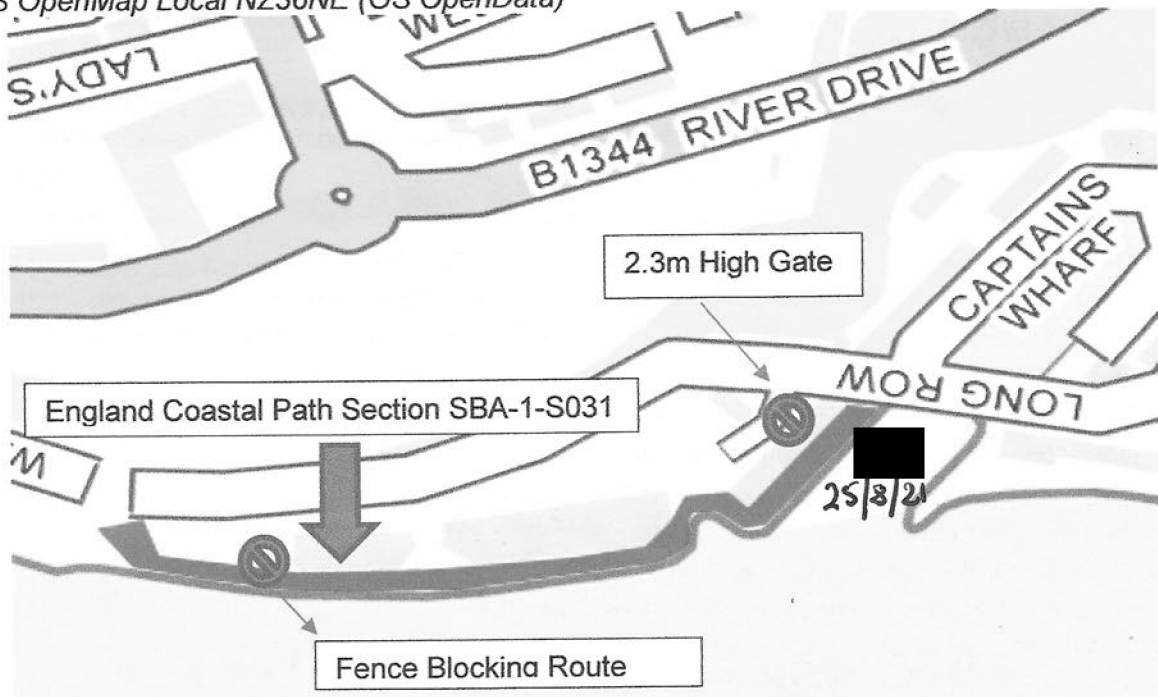 S OpenMap Local NZ36NE (OS OpenData)
LADY'S
WE
B1344 RIVER DRIVE
2.3m High Gate
CAPTAINS
WHARF
LONG ROW
England Coastal Path Section SBA-1-S031
W
25/8/21
Fence Blocking Route